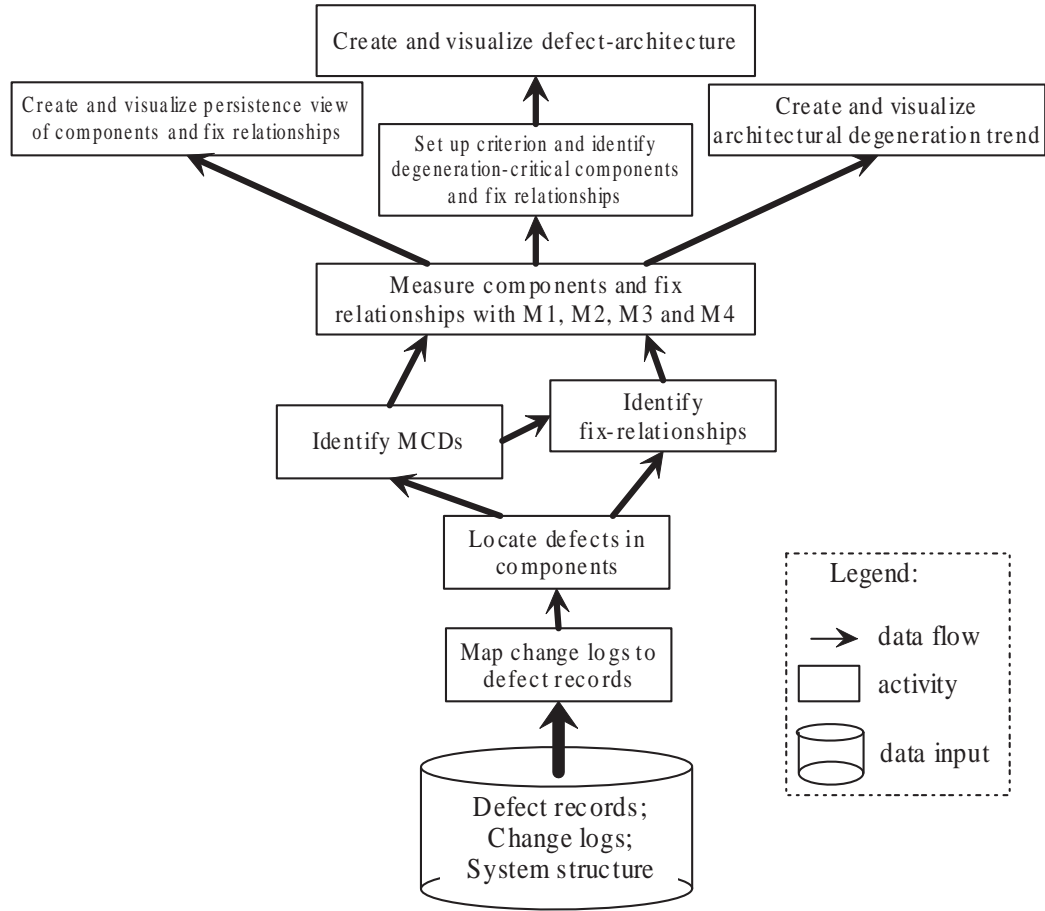 Create and visualize defect-architecture
Create and visualize persistence view
of components and fix relationships
Set up criterion and identify
degeneration-critical components
and fix relationships
Create and visualize
architectural degeneration trend
Measure components and fix
relationships with M1, M2, M3 and M4
Identify MCDs
Identify
fix-relationships
Locate defects in
components
Map change logs to
defect records
Defect records;
Change logs;
System structure
Legend:
data flow
activity
data input